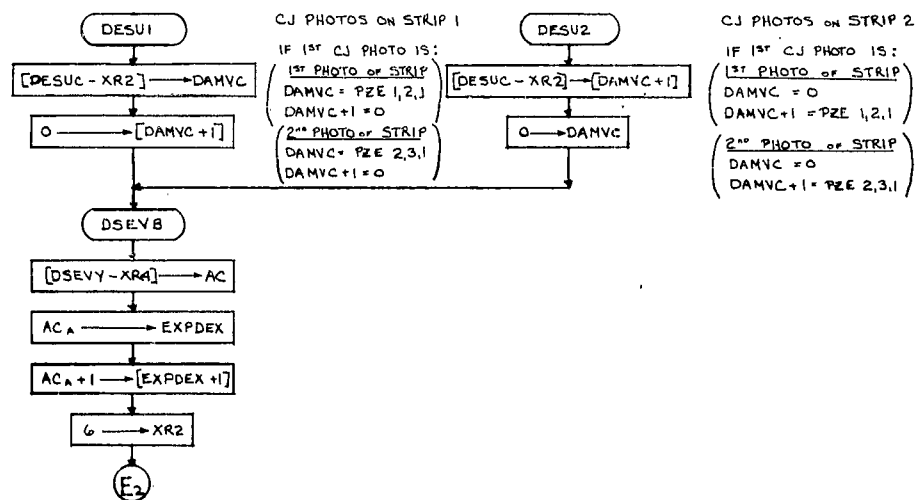 DESU1
CJ PHOTOS ON STRIP 1
IF 1ST CJ PHOTO IS:
1ST PHOTO OF STRIP
DAMVC = PZE 1,2,1
DAMVC+1 = 0
2ND PHOTO OF STRIP
DAMVC = PZE 2,3,1
DAMVC+1 = 0
[DESUC-XR2] → DAMVC
0 → [DAMVC+1]
DESU2
CJ PHOTOS ON STRIP 2
IF 1ST CJ PHOTO IS:
1ST PHOTO OF STRIP
DAMVC = 0
DAMVC+1 = PZE 1,2,1
2ND PHOTO OF STRIP
DAMVC = 0
DAMVC+1 = PZE 2,3,1
[DESUC-XR2] → [DAMVC+1]
0 → DAMVC
DSEV8
[DSEVY-XR4] → AC
ACA → EXPDEX
ACA+1 → [EXPDEX+1]
6 → XR2
E2